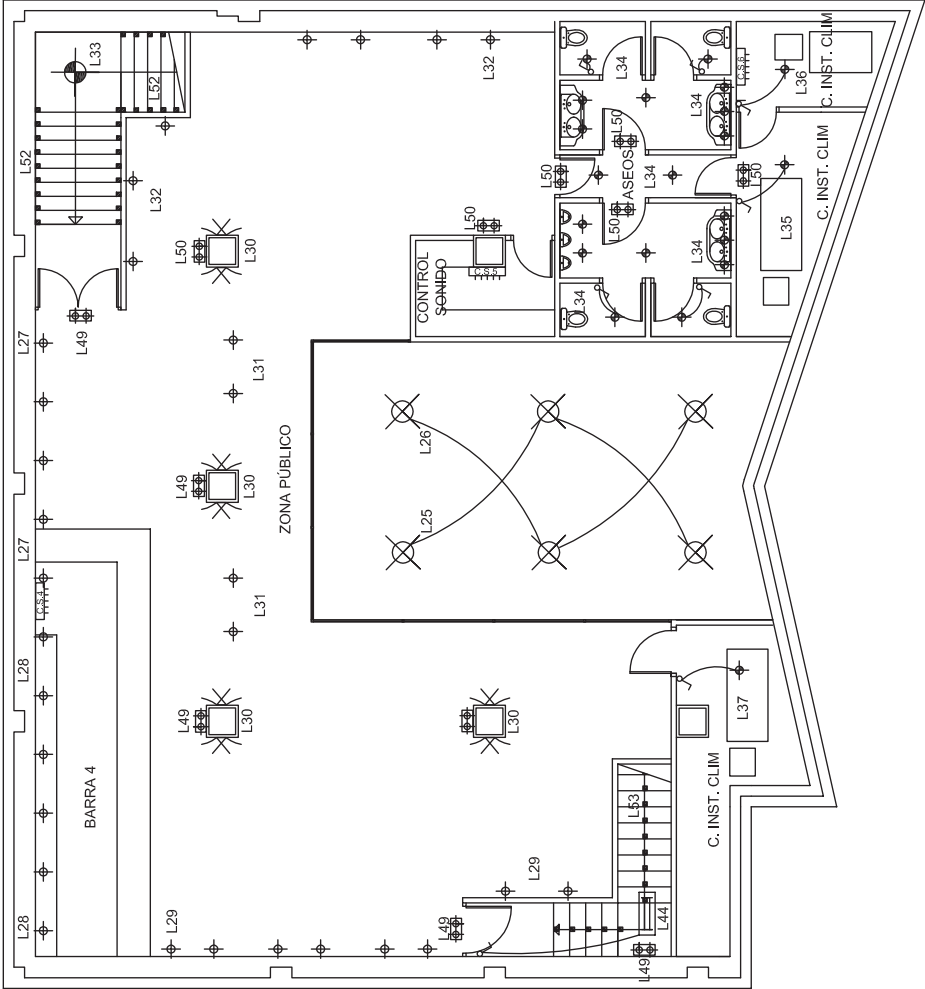 L33
L52
L52
L32
L32
L34
L34
C.S.6
L36
C. INST. CLIM
L50
L50
ASEOS
L34
L50
C. INST. CLIM
L35
L50
L50
L50
L30
L34
L34
CONTROL
SONIDO
C.S.5
L49
L27
L31
ZONA PÚBLICO
L26
L25
L49
L30
L27
C.S.4
L31
L28
L49
L30
L30
L37
BARRA 4
C. INST. CLIM
L53
L29
L28
L29
L49
L44
L49